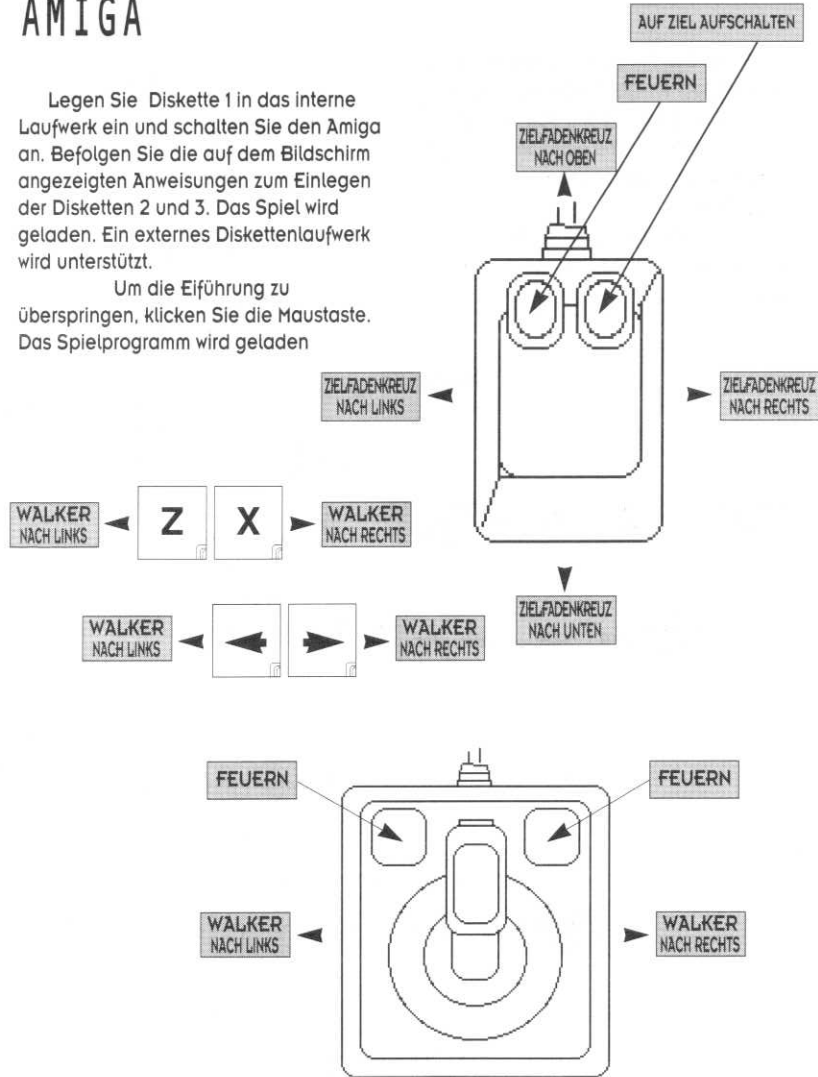 AMIGA
Legen Sie Diskette 1 in das interne
Laufwerk ein und schalten Sie den Amiga
an. Befolgen Sie die auf dem Bildschirm
angezeigten Anweisungen zum Einlegen
der Disketten 2 und 3. Das Spiel wird
geladen. Ein externes Diskettenlaufwerk
wird unterstützt.
Um die Eiführung zu
überspringen, klicken Sie die Maustaste.
Das Spielprogramm wird geladen
AUF ZIEL AUFSCHALTEN
FEUERN
ZIELFADENKREUZ
NACH OBEN
ZIELFADENKREUZ
NACH LINKS
ZIELFADENKREUZ
NACH RECHTS
WALKER
NACH LINKS
Z
X
WALKER
NACH RECHTS
ZIELFADENKREUZ
NACH UNTEN
WALKER
NACH LINKS
WALKER
NACH RECHTS
FEUERN
FEUERN
WALKER
NACH LINKS
WALKER
NACH RECHTS